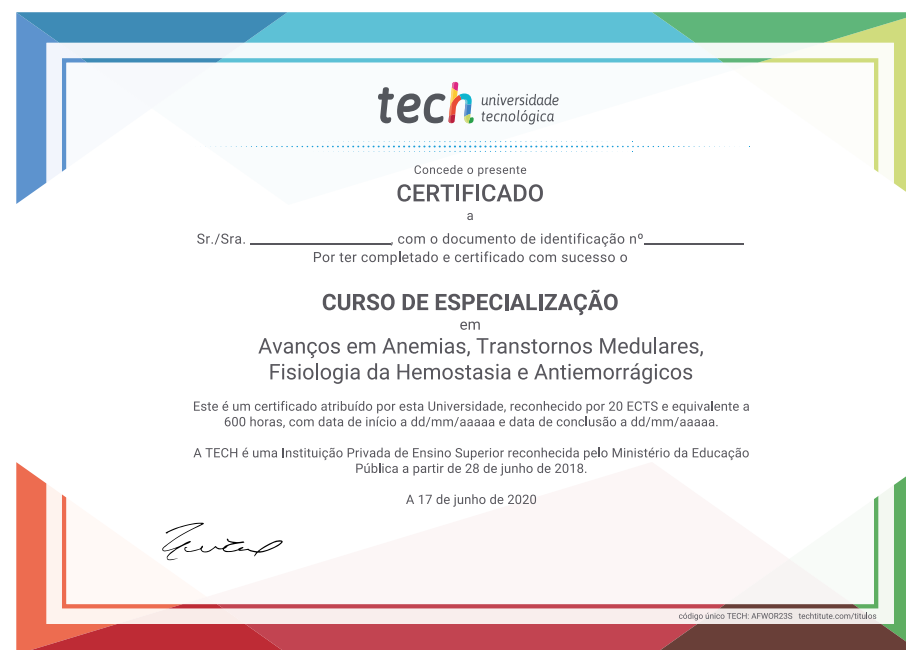 tech universidade
tecnológica
Concede o presente
CERTIFICADO
a
Sr./Sra. ________________, com o documento de identificação nº____________
Por ter completado e certificado com sucesso o
CURSO DE ESPECIALIZAÇÃO
em
Avanços em Anemias, Transtornos Medulares,
Fisiologia da Hemostasia e Antiemorrágicos
Este é um certificado atribuído por esta Universidade, reconhecido por 20 ECTS e equivalente a
600 horas, com data de início a dd/mm/aaaaa e data de conclusão a dd/mm/aaaaa.
A TECH é uma Instituição Privada de Ensino Superior reconhecida pelo Ministério da Educação
Pública a partir de 28 de junho de 2018.
A 17 de junho de 2020
código único TECH: AFWOR23S techtitute.com/titulos